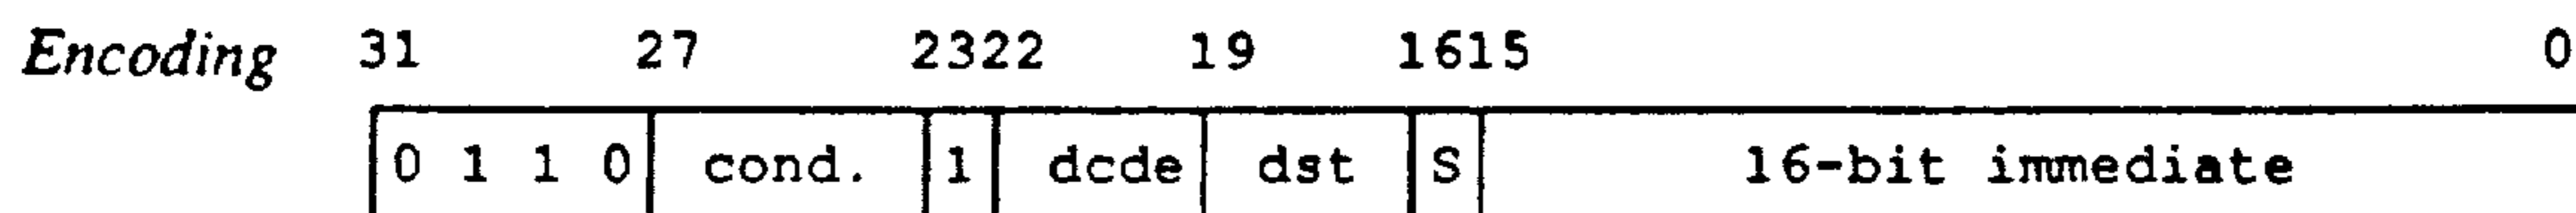 Encoding 31 27 2322 19 1615 0
0 1 1 0 cond. 1 dcde dst S 16-bit immediate